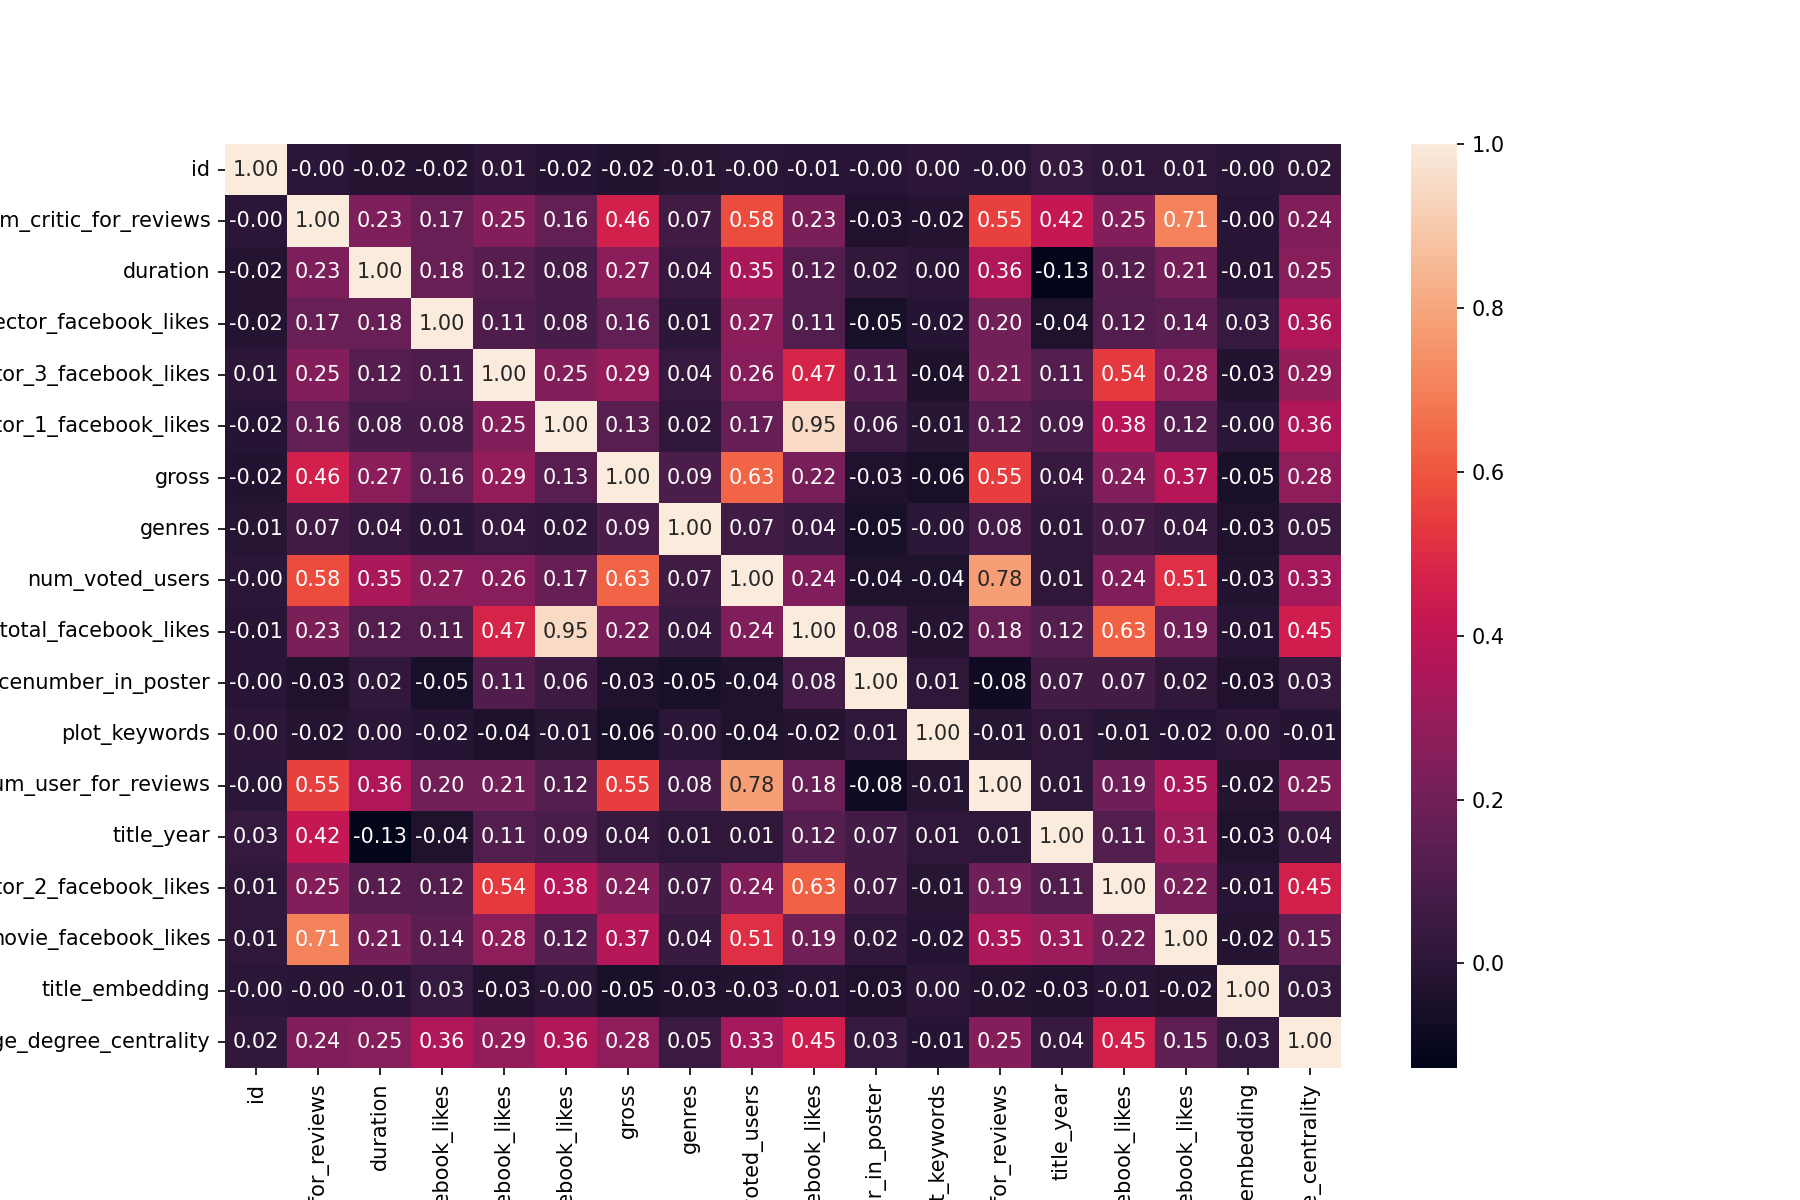 1.0
id 1.00 -0.00 -0.02 -0.02 0.01 -0.02 -0.02 -0.01 -0.00 -0.01 -0.00 0.00 -0.00 0.03 0.01 0.01 -0.00 0.02
m_critic_for_reviews -0.00 1.00 0.23 0.17 0.25 0.16 0.46 0.07 0.58 0.23 -0.03 -0.02 0.55 0.42 0.25 0.71 -0.00 0.24
duration -0.02 0.23 1.00 0.18 0.12 0.08 0.27 0.04 0.35 0.12 0.02 0.00 0.36 -0.13 0.12 0.21 -0.01 0.25
0.8
ector_facebook_likes -0.02 0.17 0.18 1.00 0.11 0.08 0.16 0.01 0.27 0.11 -0.05 -0.02 0.20 -0.04 0.12 0.14 0.03 0.36
tor_3_facebook_likes 0.01 0.25 0.12 0.11 1.00 0.25 0.29 0.04 0.26 0.47 0.11 -0.04 0.21 0.11 0.54 0.28 -0.03 0.29
tor_1_facebook_likes -0.02 0.16 0.08 0.08 0.25 1.00 0.13 0.02 0.17 0.95 0.06 -0.01 0.12 0.09 0.38 0.12 -0.00 0.36
0.6
gross -0.02 0.46 0.27 0.16 0.29 0.13 1.00 0.09 0.63 0.22 -0.03 -0.06 0.55 0.04 0.24 0.37 -0.05 0.28
genres -0.01 0.07 0.04 0.01 0.04 0.02 0.09 1.00 0.07 0.04 -0.05 -0.00 0.08 0.01 0.07 0.04 -0.03 0.05
num_voted_users -0.00 0.58 0.35 0.27 0.26 0.17 0.63 0.07 1.00 0.24 -0.04 -0.04 0.78 0.01 0.24 0.51 -0.03 0.33
total_facebook_likes -0.01 0.23 0.12 0.11 0.47 0.95 0.22 0.04 0.24 1.00 0.08 -0.02 0.18 0.12 0.63 0.19 -0.01 0.45
0.4
cenumber_in_poster -0.00 -0.03 0.02 -0.05 0.11 0.06 -0.03 -0.05 -0.04 0.08 1.00 0.01 -0.08 0.07 0.07 0.02 -0.03 0.03
plot_keywords 0.00 -0.02 0.00 -0.02 -0.04 -0.01 -0.06 -0.00 -0.04 -0.02 0.01 1.00 -0.01 0.01 -0.01 -0.02 0.00 -0.01
um_user_for_reviews -0.00 0.55 0.36 0.20 0.21 0.12 0.55 0.08 0.78 0.18 -0.08 -0.01 1.00 0.01 0.19 0.35 -0.02 0.25
0.2
title_year 0.03 0.42 -0.13 -0.04 0.11 0.09 0.04 0.01 0.01 0.12 0.07 0.01 0.01 1.00 0.11 0.31 -0.03 0.04
tor_2_facebook_likes 0.01 0.25 0.12 0.12 0.54 0.38 0.24 0.07 0.24 0.63 0.07 -0.01 0.19 0.11 1.00 0.22 -0.01 0.45
movie_facebook_likes 0.01 0.71 0.21 0.14 0.28 0.12 0.37 0.04 0.51 0.19 0.02 -0.02 0.35 0.31 0.22 1.00 -0.02 0.15
0.0
title_embedding -0.00 -0.00 -0.01 0.03 -0.03 -0.00 -0.05 -0.03 -0.03 -0.01 -0.03 0.00 -0.02 -0.03 -0.01 -0.02 1.00 0.03
ge_degree_centrality 0.02 0.24 0.25 0.36 0.29 0.36 0.28 0.05 0.33 0.45 0.03 -0.01 0.25 0.04 0.45 0.15 0.03 1.00
id
for_reviews
duration
ebook_likes
ebook_likes
ebook_likes
gross
genres
voted_users
ebook_likes
r_in_poster
t_keywords
for_reviews
title_year
ebook_likes
ebook_likes
embedding
e_centrality